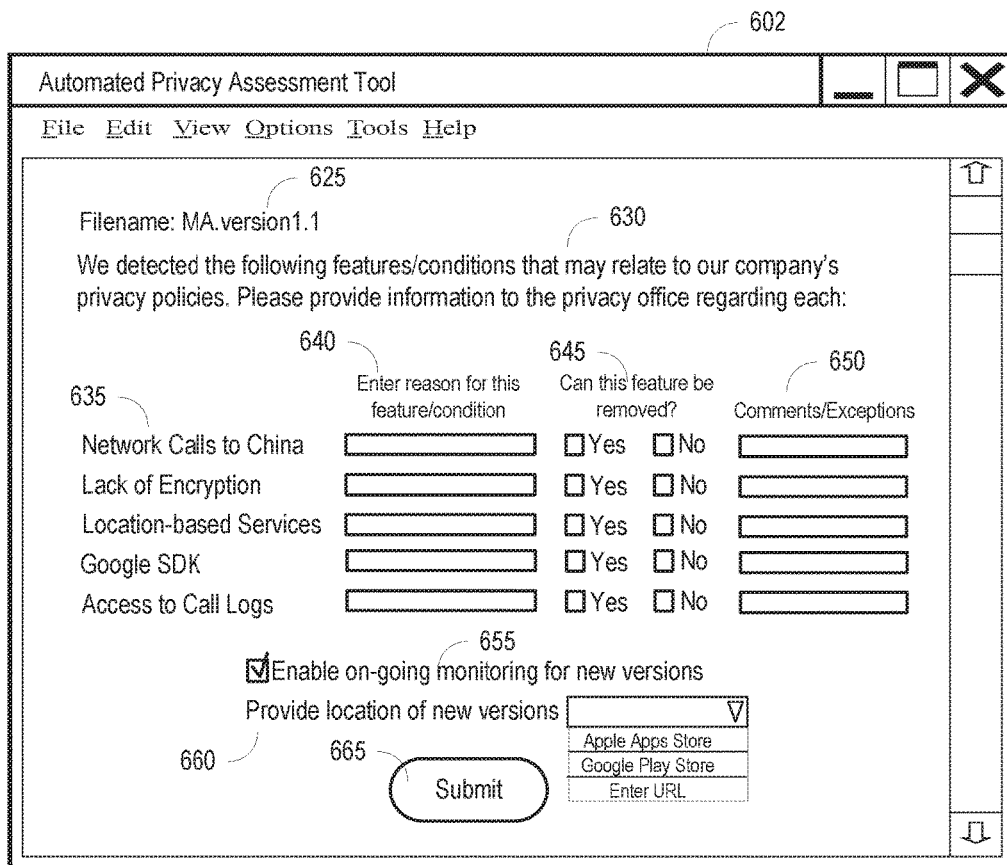 602
Automated Privacy Assessment Tool
File Edit View Options Tools Help
625
Filename: MA.version1.1
630
We detected the following features/conditions that may relate to our company's
privacy policies. Please provide information to the privacy office regarding each:
640
645
650
635
Enter reason for this
feature/condition
Can this feature be
removed?
Comments/Exceptions
Network Calls to China Yes No
Lack of Encryption Yes No
Location-based Services Yes No
Google SDK Yes No
Access to Call Logs Yes No
655
Enable on-going monitoring for new versions
Provide location of new versions
Apple Apps Store
Google Play Store
Enter URL
660
665
Submit